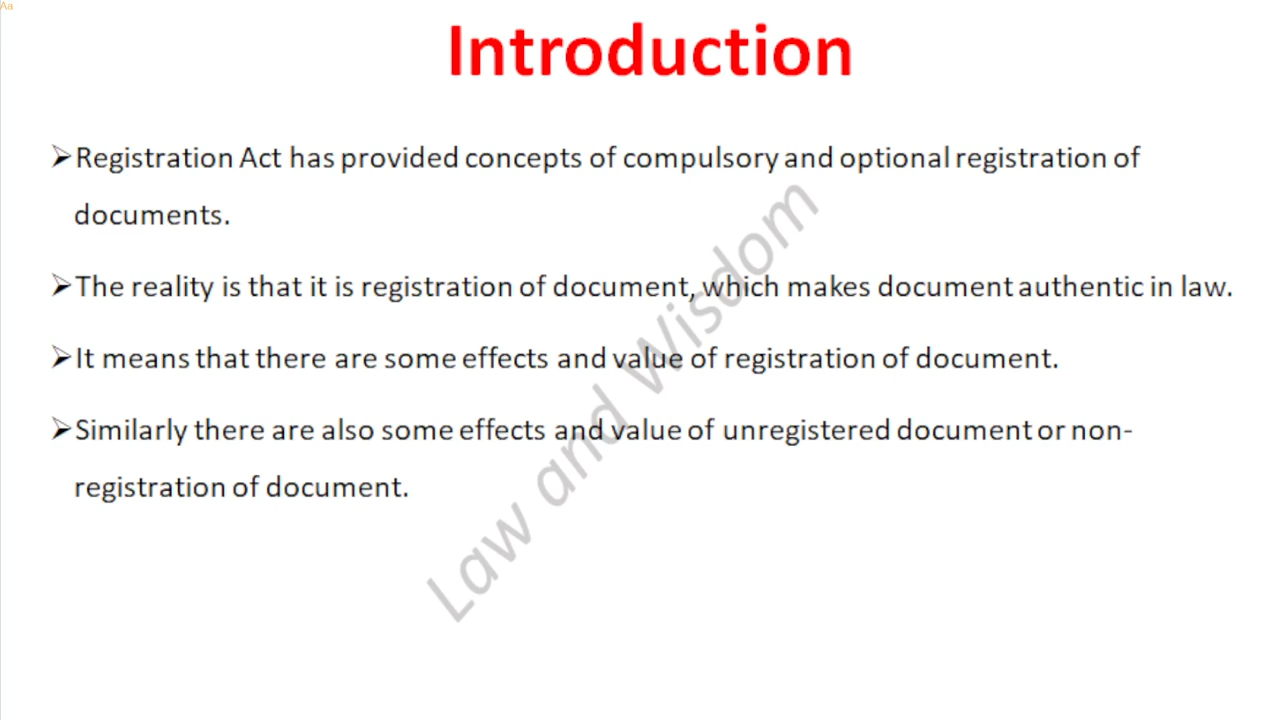 Aa
Introduction
➢Registration Act has provided concepts of compulsory and optional registration of
documents.
➢The reality is that it is registration of document, which makes document authentic in law.
➢It means that there are some effects and value of registration of document.
➢Similarly there are also some effects and value of unregistered document or non-
registration of document.
Law and Wisdom